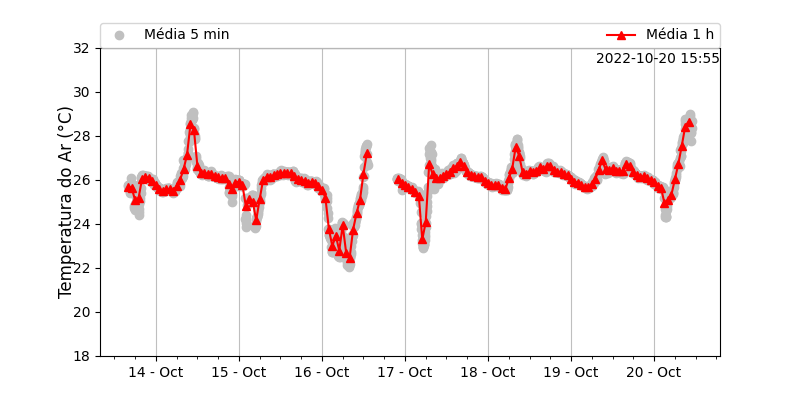 Média 5 min
Média 1 h
2022-10-20 15:55
Temperatura do Ar (°C)
32
30
28
26
24
22
20
18
14 - Oct
15 - Oct
16 - Oct
17 - Oct
18 - Oct
19 - Oct
20 - Oct